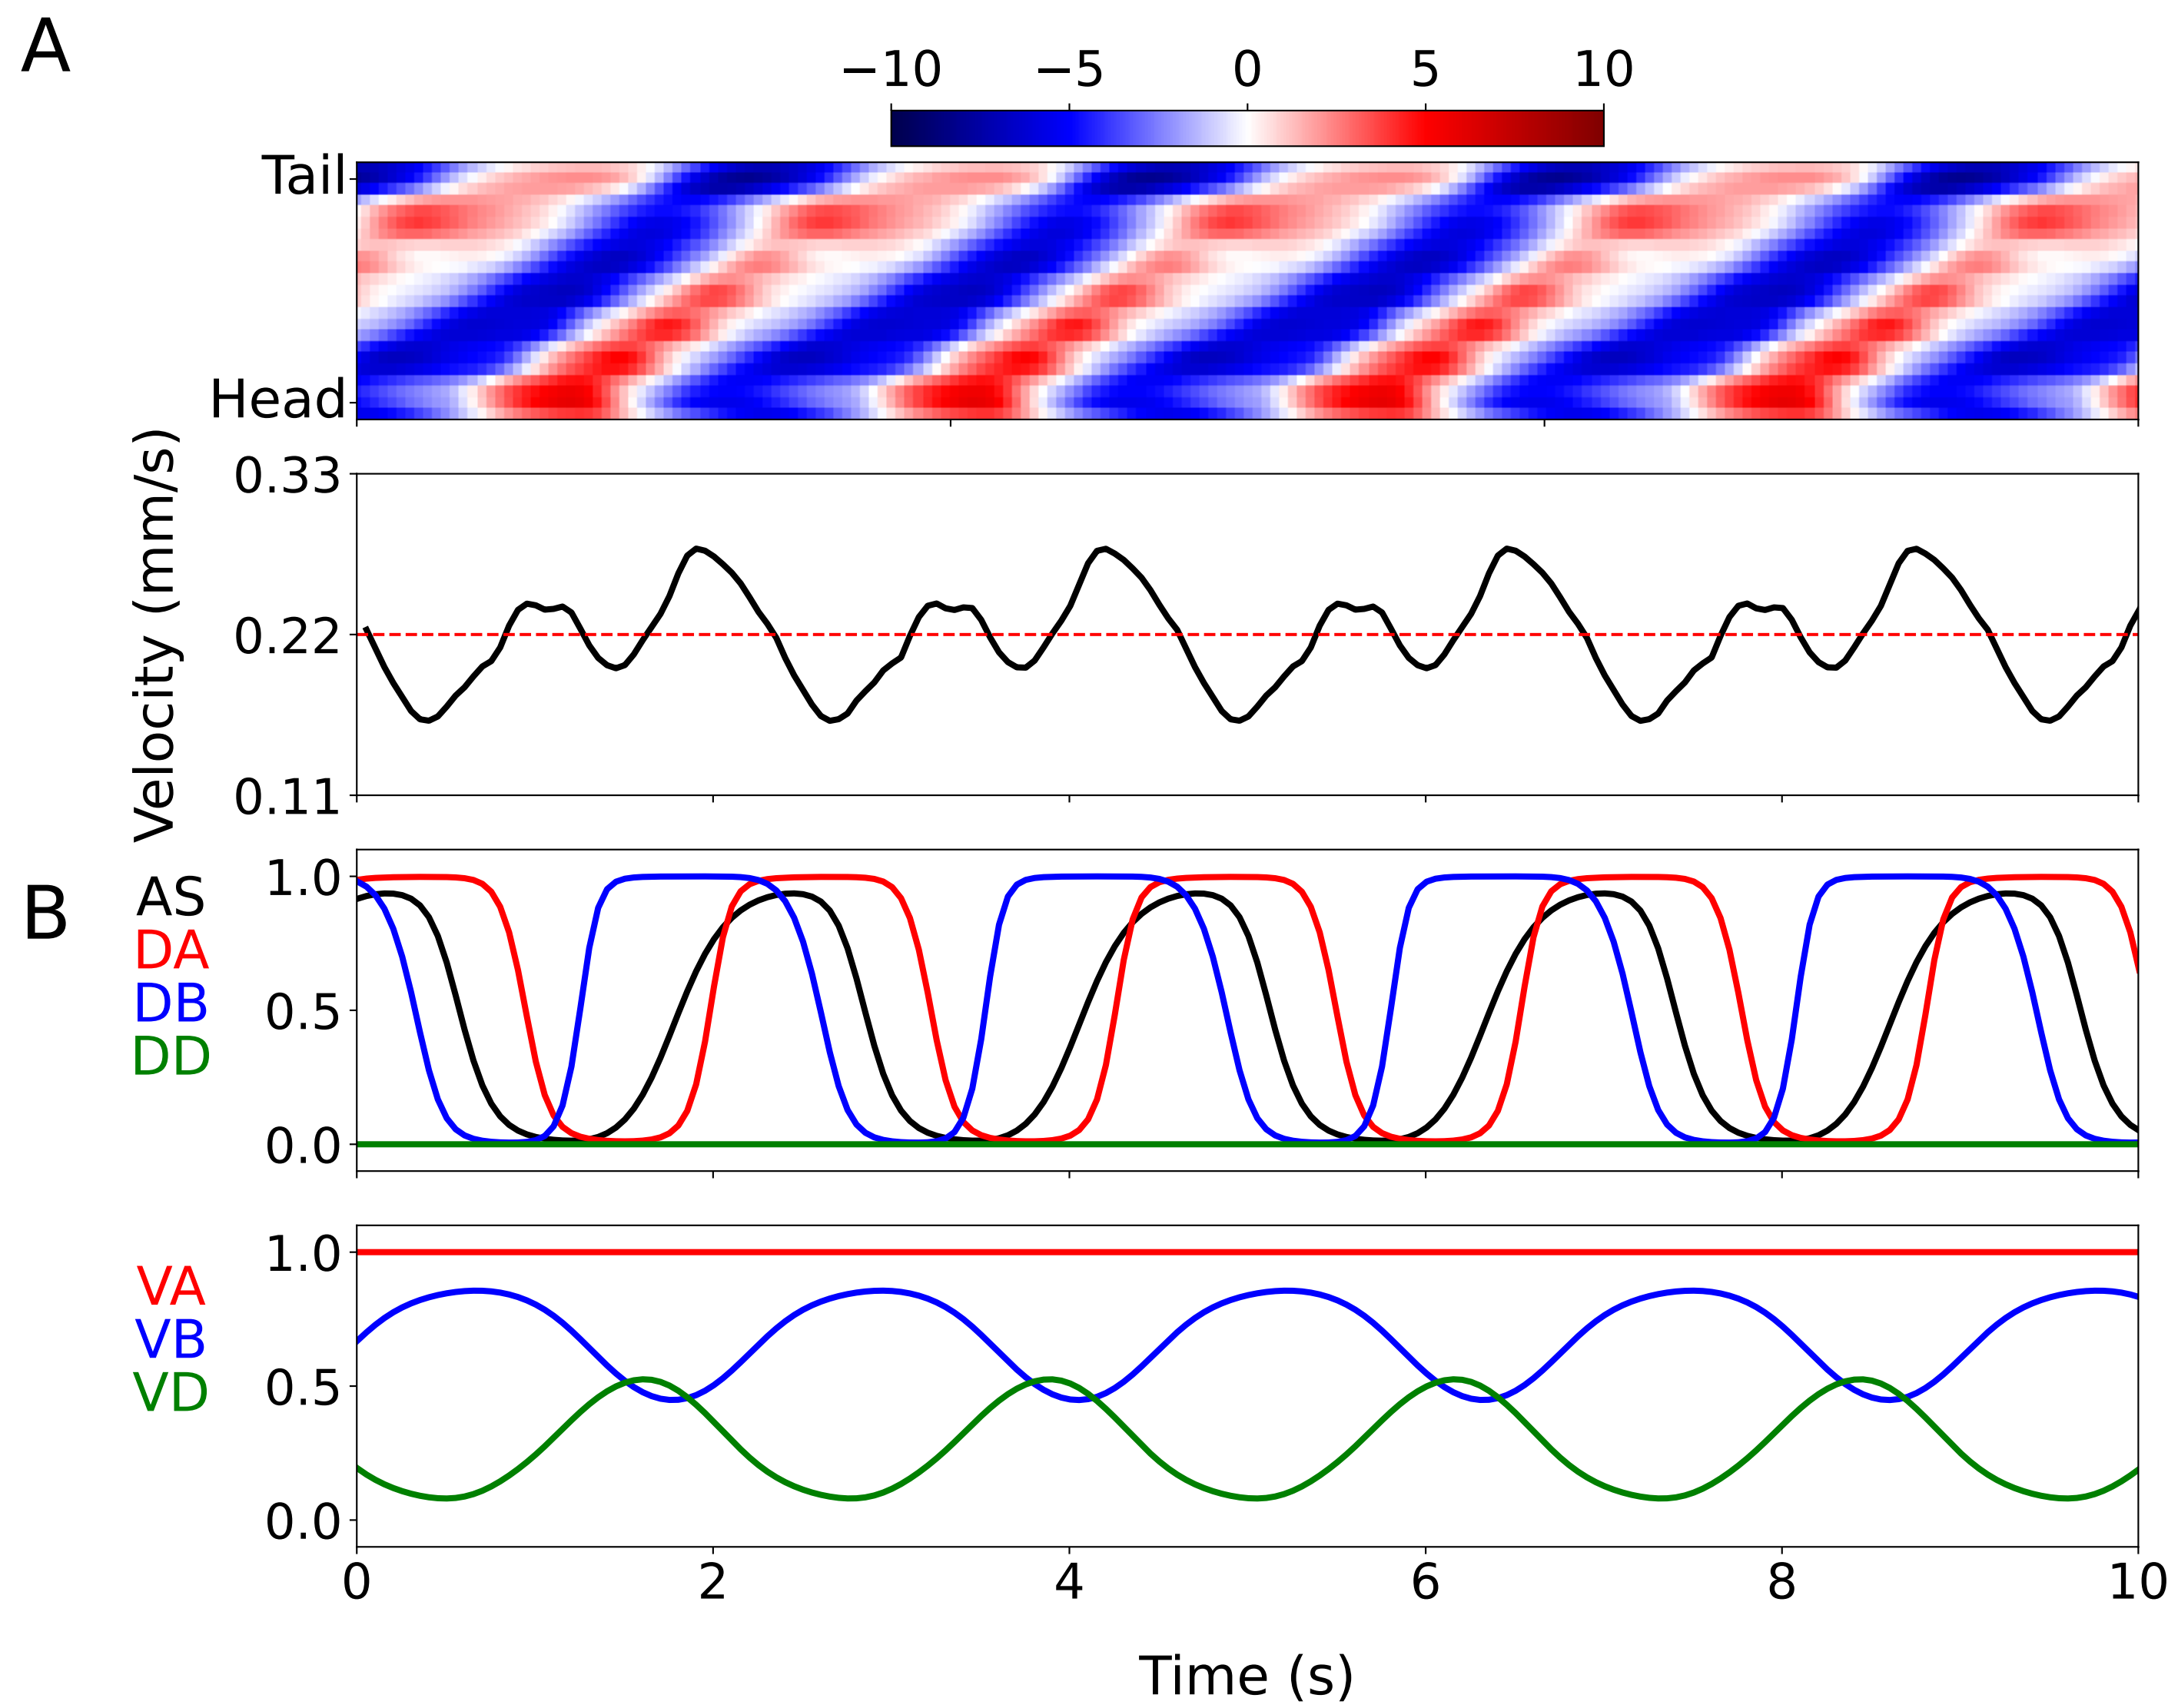 A
−10 −5 0 5 10
Tail
Head
Velocity (mm/s)
0.33
0.22
0.11
B
AS
DA
DB
DD
1.0
0.5
0.0
VA
VB
VD
1.0
0.5
0.0
0 2 4 6 8 10
Time (s)